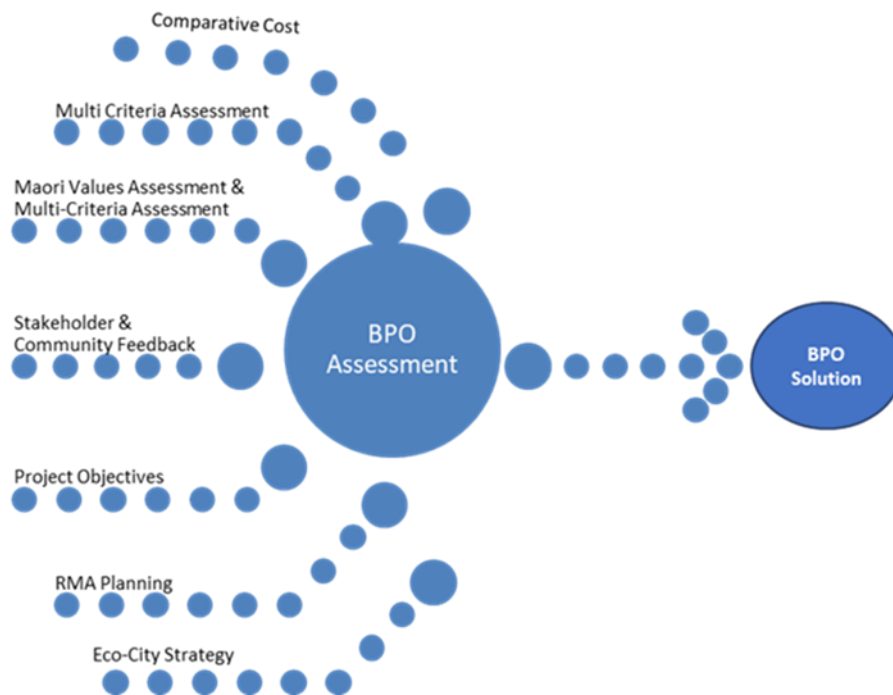 Comparative Cost
Multi Criteria Assessment
Maori Values Assessment &
Multi-Criteria Assessment
Stakeholder &
Community Feedback
Project Objectives
RMA Planning
Eco-City Strategy
BPO
Assessment
BPO
Solution